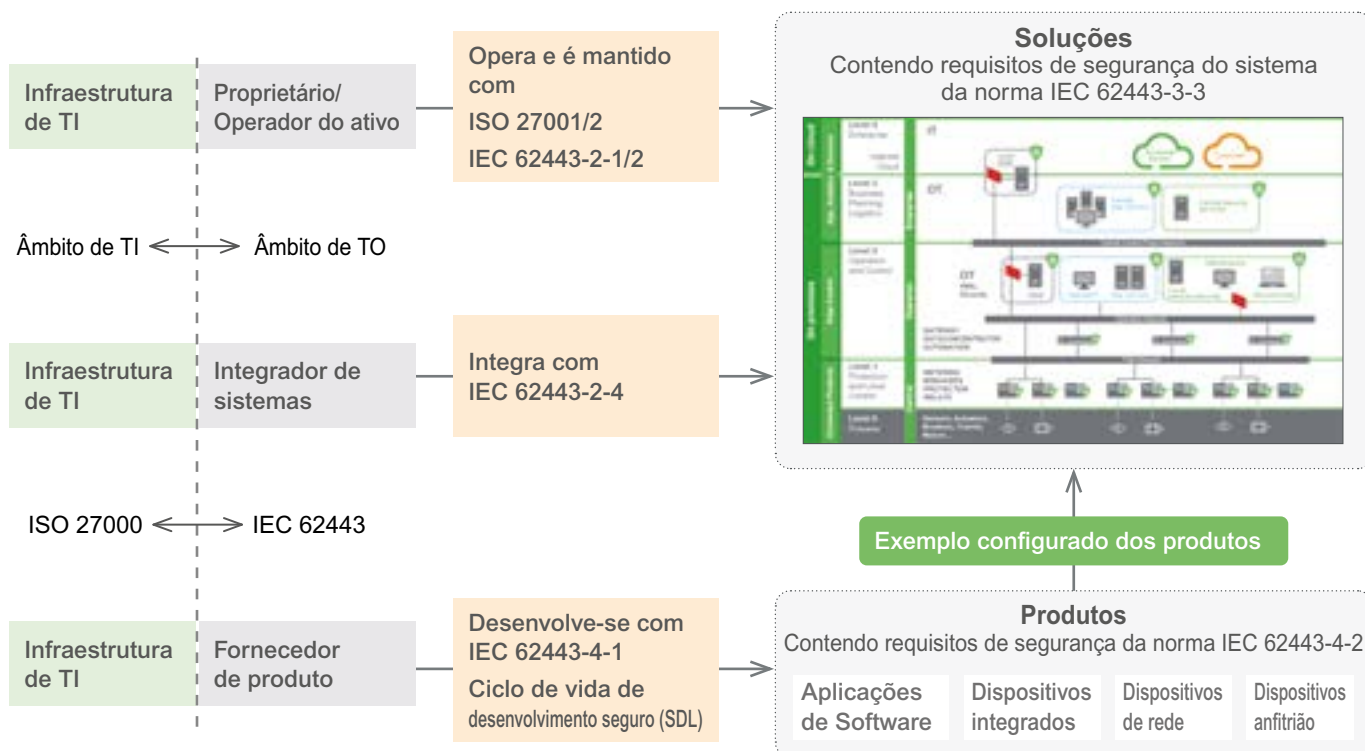 Infraestrutura
de TI
Proprietário/
Operador do ativo
Opera e é mantido
com
ISO 27001/2
IEC 62443-2-1/2
Soluções
Contendo requisitos de segurança do sistema
da norma IEC 62443-3-3
IT
OT
OT
Âmbito de TI
Âmbito de TO
Infraestrutura
de TI
Integrador de
sistemas
Integra com
IEC 62443-2-4
ISO 27000
IEC 62443
Exemplo configurado dos produtos
Infraestrutura
de TI
Fornecedor
de produto
Desenvolve-se com
IEC 62443-4-1
Ciclo de vida de
desenvolvimento seguro (SDL)
Produtos
Contendo requisitos de segurança da norma IEC 62443-4-2
Aplicações
de Software
Dispositivos
integrados
Dispositivos
de rede
Dispositivos
anfitrião